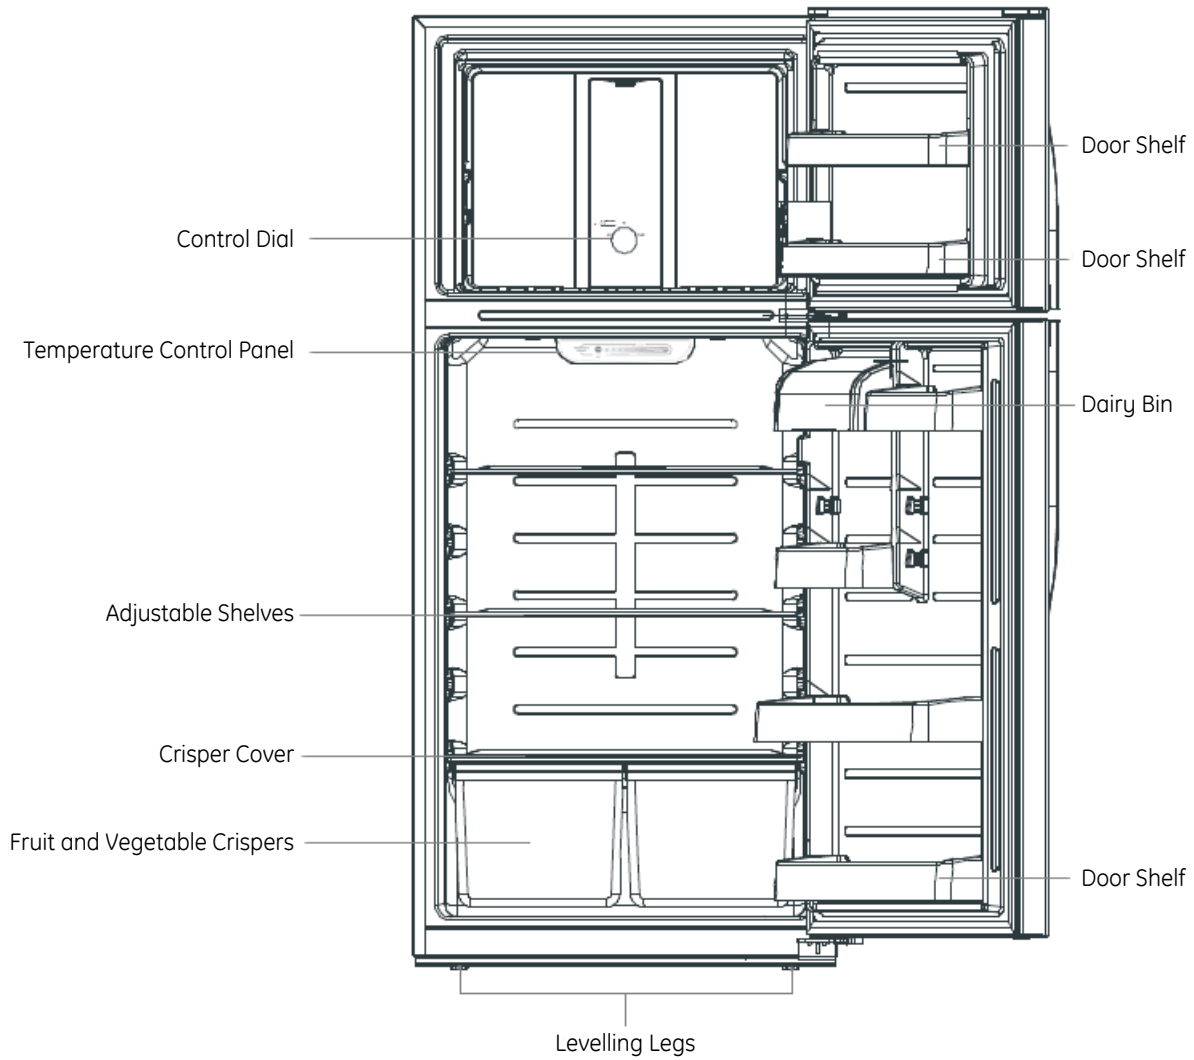 Door Shelf
Control Dial
Door Shelf
Temperature Control Panel
Dairy Bin
Adjustable Shelves
Crisper Cover
Fruit and Vegetable Crispers
Door Shelf
Levelling Legs